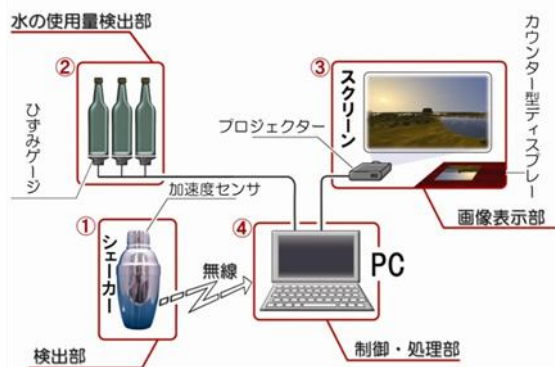 水の使用量検出部
②
ひずみゲージ
①
シェーカー
加速度センサ
検出部
無線
③
スクリーン
プロジェクター
カウンター型ディスプレー
画像表示部
④
PC
制御・処理部